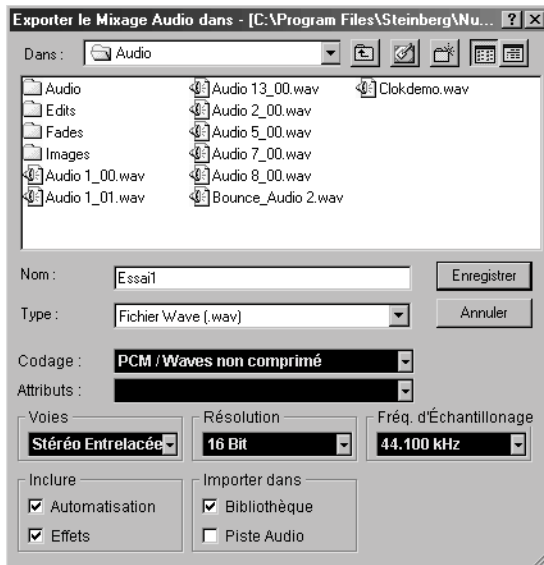 Exporter le Mixage Audio dans - [C:\Program Files\Steinberg\Nu...
Dans : Audio
Audio Audio 13_00.wav Clokdemo.wav
Edits Audio 2_00.wav
Fades Audio 5_00.wav
Images Audio 7_00.wav
Audio 1_00.wav Audio 8_00.wav
Audio 1_01.wav Bounce_Audio 2.wav
Nom : Essai1 Enregistrer
Type : Fichier Wave (.wav) Annuler
Codage : PCM / Waves non comprimé
Attributs :
Voies Résolution Fréq. d'Échantillonage
Stéréo Entrelacée 16 Bit 44.100 kHz
Inclure Importer dans
Automatisation Bibliothèque
Effets Piste Audio